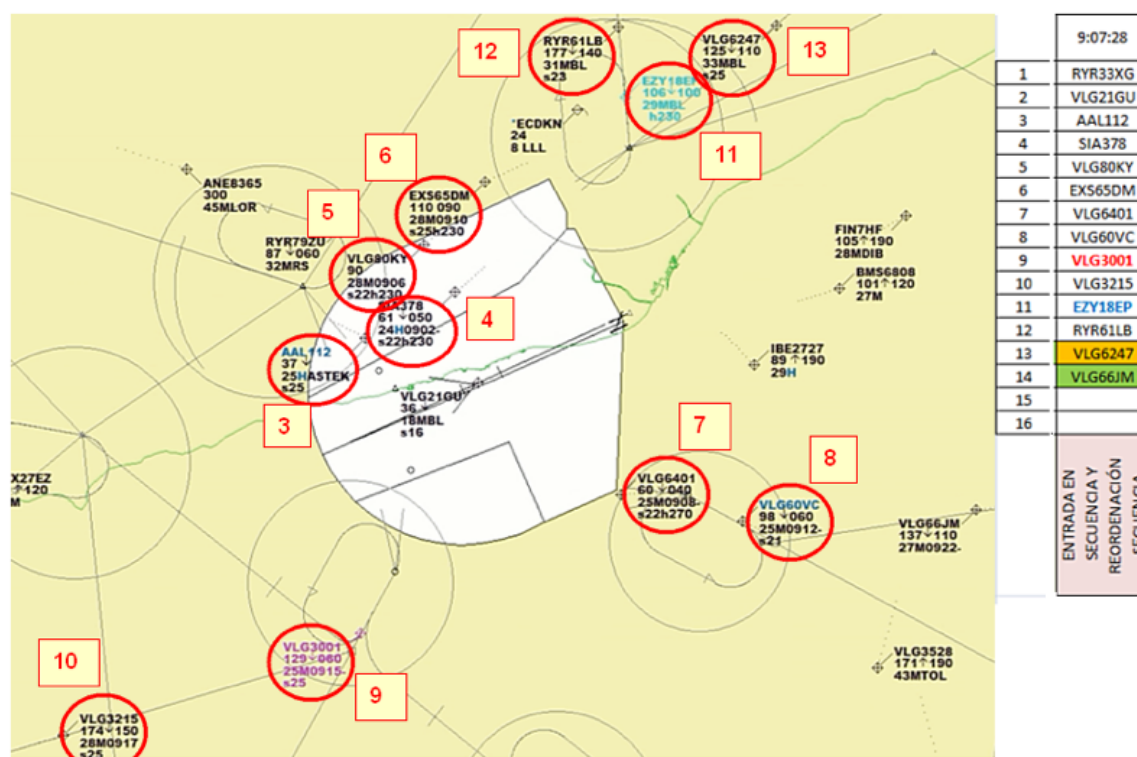 12
RYR61LB
177↓140
31MBL
s23
VLG6247
125↓110
33MBL
s25
13
EZY18EP
106↓100
29MBL
h230
11
*ECDKN
24
8 LLL
6
EXS65DM
110 090
28M0910
s25h230
ANE8365
300
45MLOR
5
RYR79ZU
87 ↓060
32MRS
VLG80KY
90
28M0906
s22h230
SIA378
61 ↓050
24H0902-
s22h230
4
AAL112
37 ↓
25HASTEK
s25
3
VLG21GU
36 ↓
18MBL
s16
FIN7HF
105↑190
28MDIB
BMS6808
101↑120
27M
IBE2727
89 ↑190
29H
7
VLG6401
60 ↓040
25M0908-
s22h270
8
VLG60VC
98 ↓060
25M0912-
s21
VLG66JM
137↓110
27M0922-
X27EZ
↑120
M
VLG3001
129↓060
25M0915-
s25
9
10
VLG3215
174↓150
28M0917
s25
VLG3528
171↑190
43MTOL
9:07:28
1 RYR33XG
2 VLG21GU
3 AAL112
4 SIA378
5 VLG80KY
6 EXS65DM
7 VLG6401
8 VLG60VC
9 VLG3001
10 VLG3215
11 EZY18EP
12 RYR61LB
13 VLG6247
14 VLG66JM
15
16
ENTRADA EN
SECUENCIA Y
REORDENACIÓN
SECUENCIA